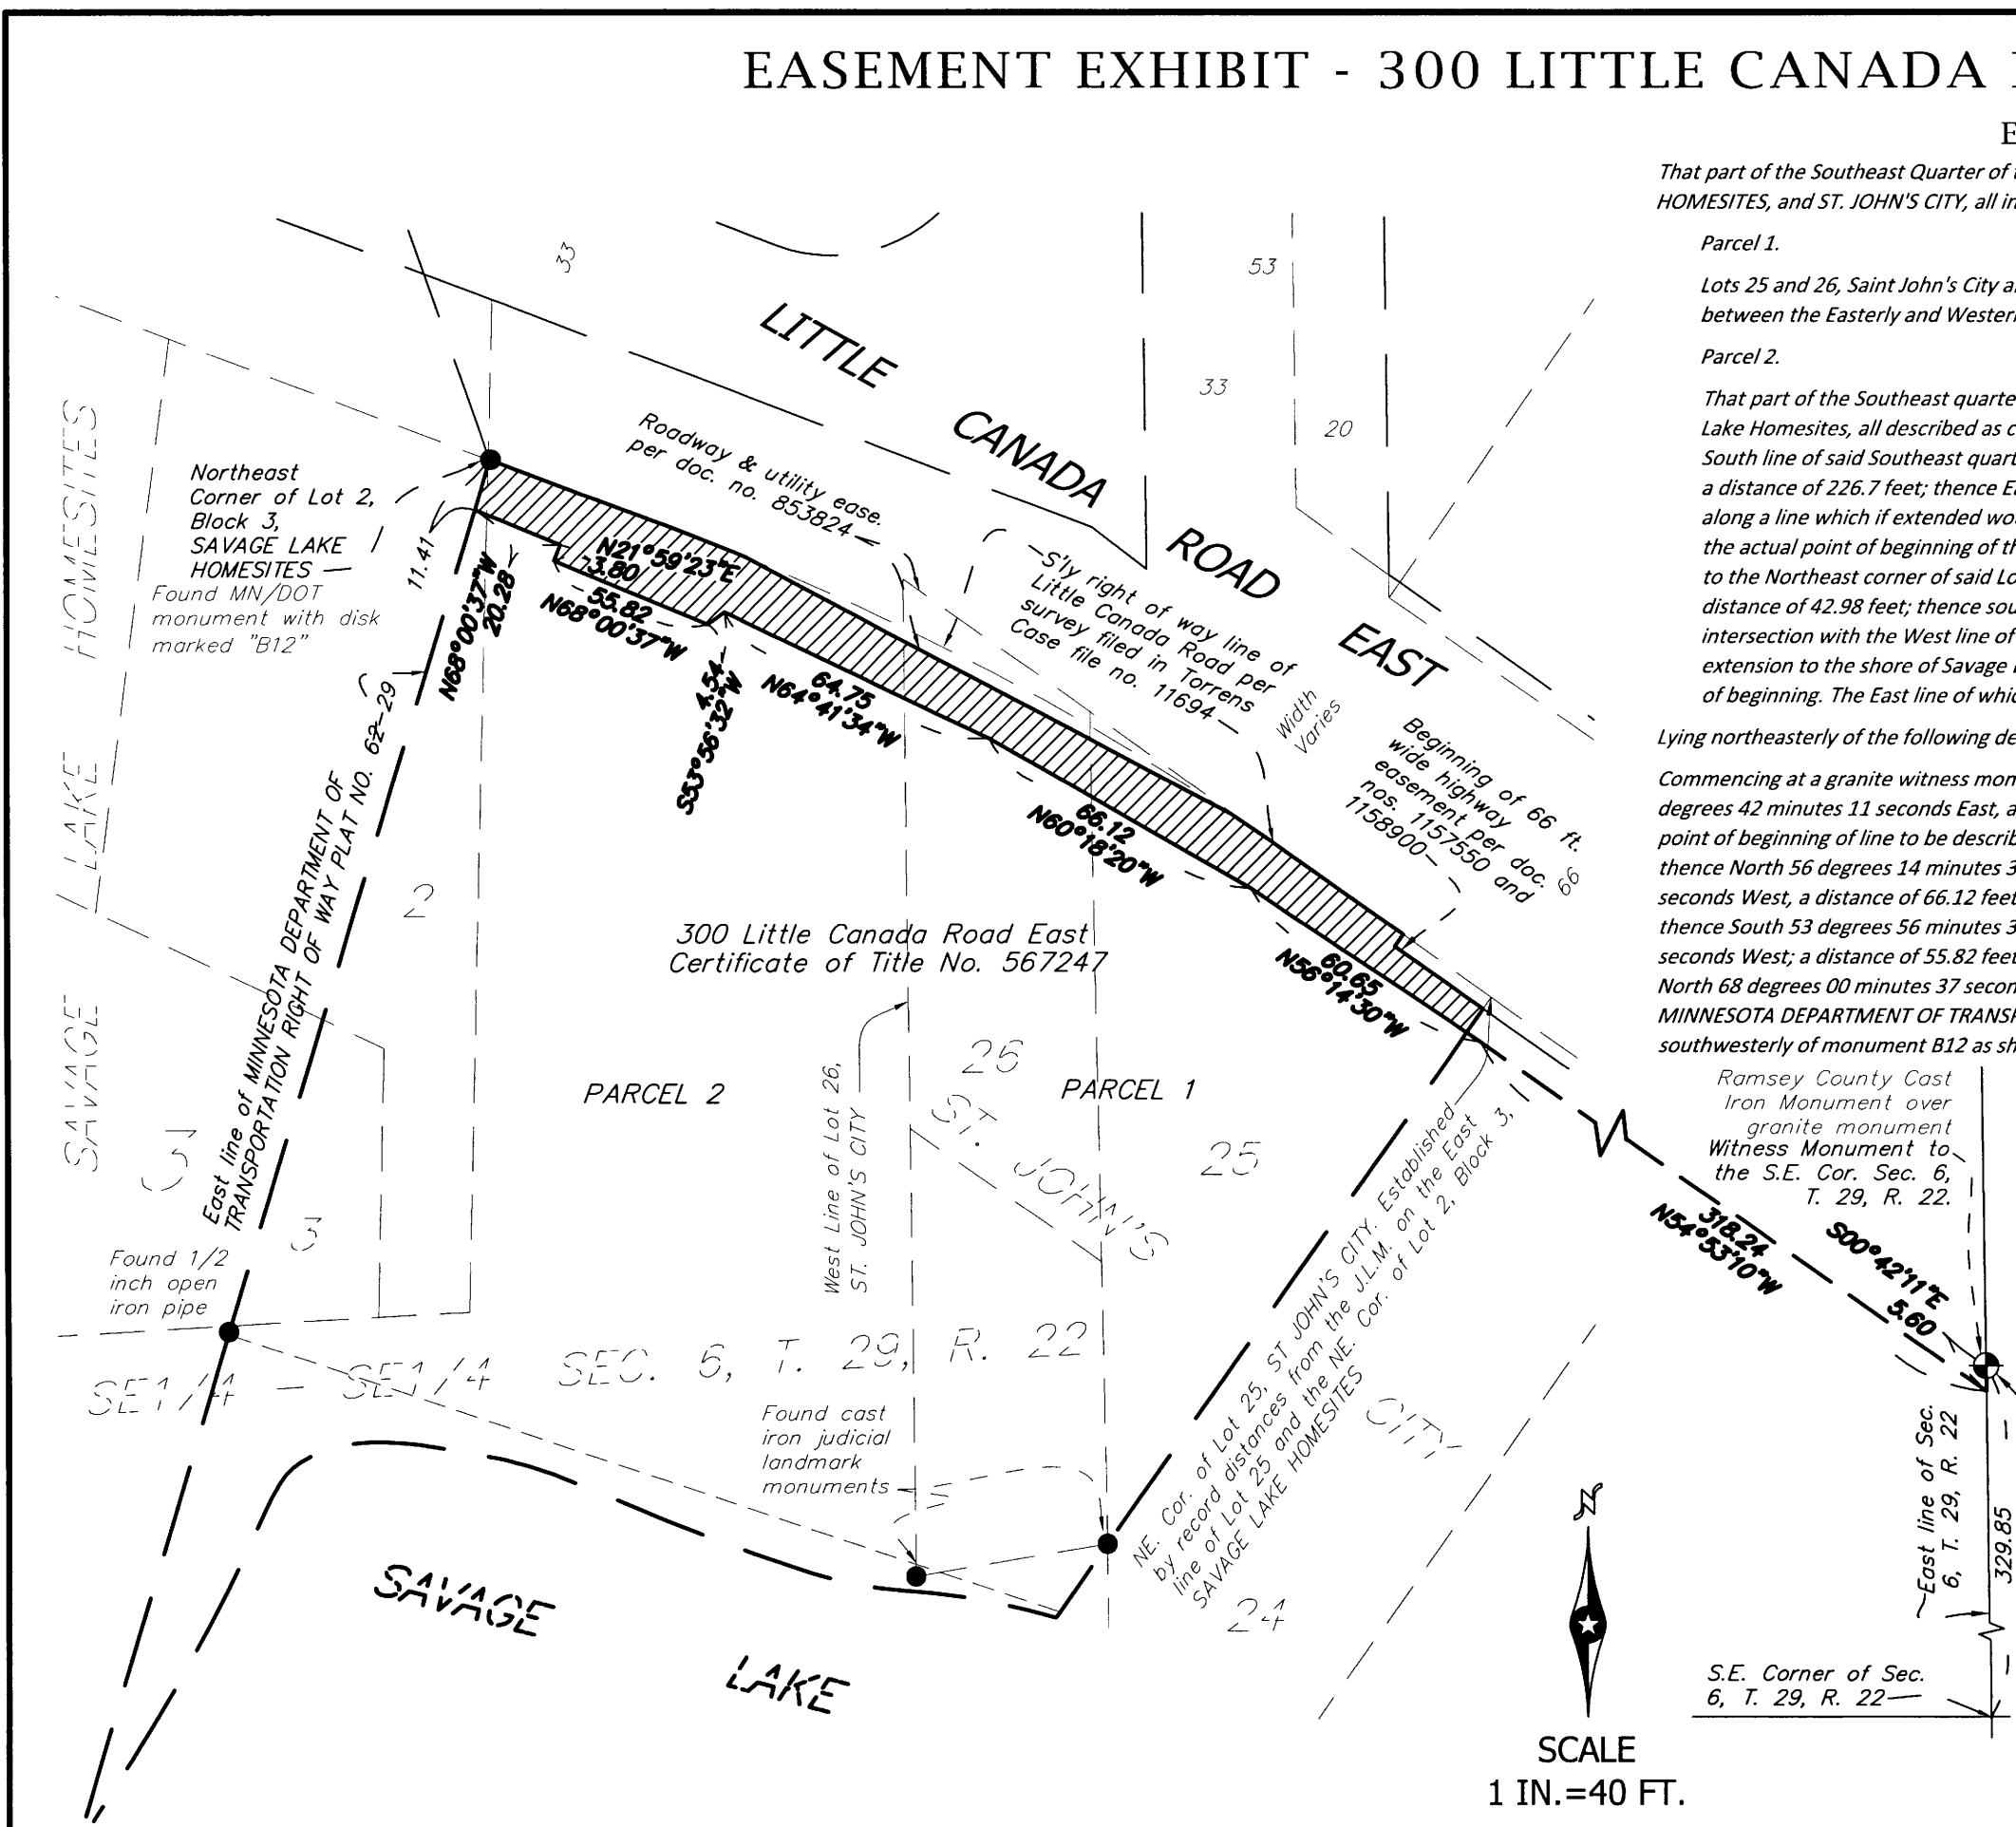 EASEMENT EXHIBIT - 300 LITTLE CANADA
That part of the Southeast Quarter of
HOMESITES, and ST. JOHN'S CITY, all in
Parcel 1.
Lots 25 and 26, Saint John's City
between the Easterly and
Parcel 2.
That part of the Southeast
Lake Homesites, all described as
South line of said Southeast
a distance of 226.7 feet; thence
along a line which if extended
the actual point of beginning of
to the Northeast corner of said
distance of 42.98 feet; thence
intersection with the West line of
extension to the shore of Savage
of beginning. The East line of
Lying northeasterly of the following
Commencing at a granite witness
degrees 42 minutes 11 seconds East,
point of beginning of line to be
thence North 56 degrees 14 minutes
seconds West, a distance of 66.12
thence South 53 degrees 56 minutes
seconds West; a distance of 55.82
North 68 degrees 00 minutes 37
MINNESOTA DEPARTMENT OF
southwesterly of monument B12 as
33
53
33
20
LITTLE
CANADA
ROAD
EAST
Roadway & utility ease.
per doc. no. 853824
S'ly right of way line of
Little Canada Road per
survey filed in Torrens
Case file no. 11694
Width
Varies
Beginning of 66 ft.
wide highway
easement per doc.
nos. 1157550 and
1158900
66
Northeast
Corner of Lot 2,
Block 3,
SAVAGE LAKE
HOMESITES
Found MN/DOT
monument with disk
marked "B12"
11.41
N68°00'37"W
20.28
N21°59'23"E
3.80
55.82
N68°00'37"W
4.54
S53°56'32"W
64.75
N64°41'34"W
66.12
N60°18'20"W
60.65
N56°14'30"W
318.24
N54°53'10"W
S00°42'11"E
5.60
SAVAGE LAKE HOMESITES
East line of MINNESOTA DEPARTMENT OF
TRANSPORTATION RIGHT OF WAY PLAT NO. 62-29
2
300 Little Canada Road East
Certificate of Title No. 567247
PARCEL 2
PARCEL 1
26
25
3
3
West Line of Lot 26,
ST. JOHN'S CITY
ST. JOHN'S
CITY
NE. Cor. of Lot 25, ST JOHN'S CITY. Established
by record distances from the J.L.M. on the East
line of Lot 25 and the NE. Cor. of Lot 2, Block 3,
SAVAGE LAKE HOMESITES
24
Ramsey County Cast
Iron Monument over
granite monument
Witness Monument to
the S.E. Cor. Sec. 6,
T. 29, R. 22.
Found 1/2
inch open
iron pipe
SE1/4 - SE1/4 SEC. 6, T. 29, R. 22
Found cast
iron judicial
landmark
monuments
SAVAGE
LAKE
East line of Sec.
6, T. 29, R. 22
329.85
S.E. Corner of Sec.
6, T. 29, R. 22
N
SCALE
1 IN.=40 FT.